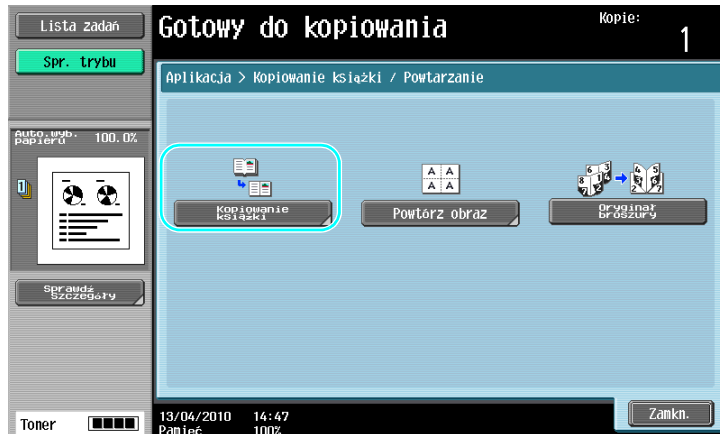 Lista zadań
Gotowy do kopiowania
Kopie:
1
Spr. trybu
Aplikacja > Kopiowanie książki / Powtarzanie
Auto.wyb.
papieru
100.0%
1
Kopiowanie
książki
A A
A A
Powtórz obraz
Oryginał
broszury
Sprawdź
Szczegóły
Toner
13/04/2010 14:47
Pamięć 100%
Zamkn.